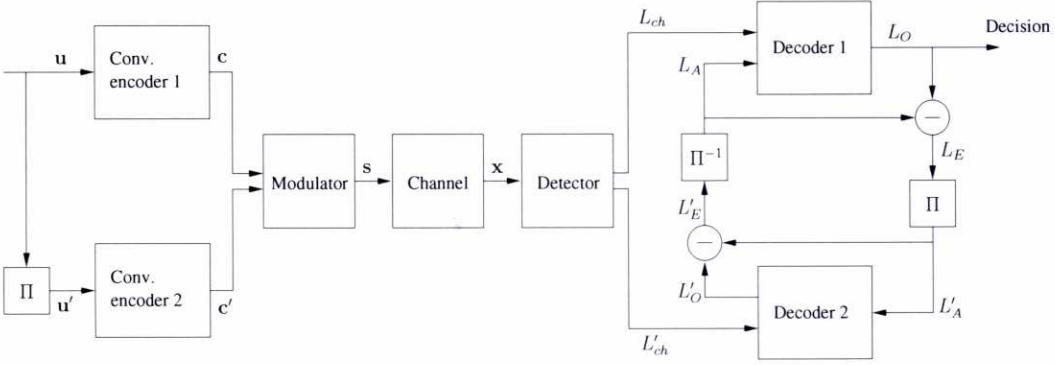 u
Conv.
encoder 1
c
Π
u′
Conv.
encoder 2
c′
Modulator
s
Channel
x
Detector
L_ch
L_A
Decoder 1
L_O
Decision
−
L_E
Π⁻¹
Π
L′_E
−
L′_O
Decoder 2
L′_A
L′_ch